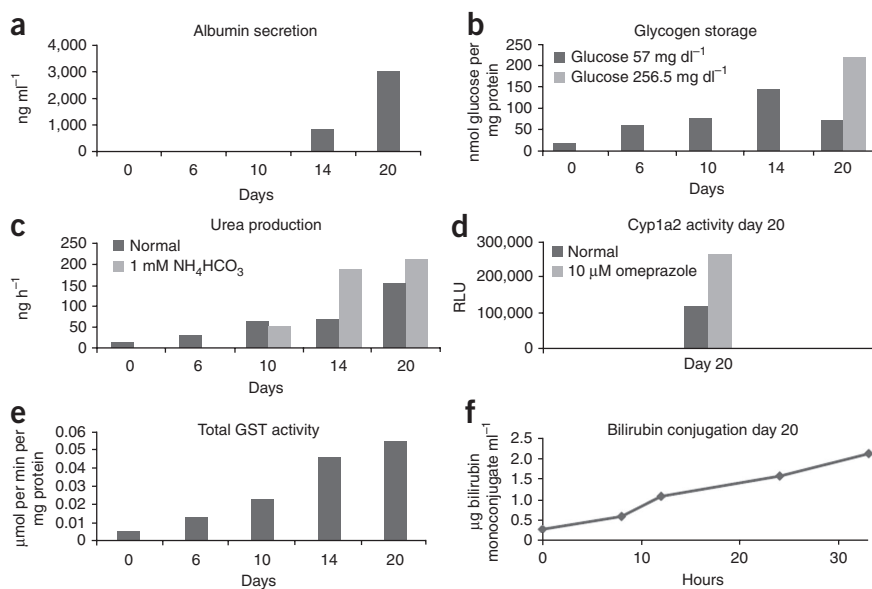 a
Albumin secretion
4,000
3,000
2,000
1,000
0
ng ml⁻¹
0 6 10 14 20
Days
b
Glycogen storage
250
200
150
100
50
0
nmol glucose per
mg protein
Glucose 57 mg dl⁻¹
Glucose 256.5 mg dl⁻¹
0 6 10 14 20
Days
c
Urea production
250
200
150
100
50
0
ng h⁻¹
Normal
1 mM NH₄HCO₃
0 6 10 14 20
Days
d
Cyp1a2 activity day 20
300,000
200,000
100,000
0
RLU
Normal
10 μM omeprazole
Day 20
e
Total GST activity
0.06
0.05
0.04
0.03
0.02
0.01
0
μmol per min per
mg protein
0 6 10 14 20
Days
f
Bilirubin conjugation day 20
2.5
2.0
1.5
1.0
0.5
0
μg bilirubin
monoconjugate ml⁻¹
0 10 20 30
Hours